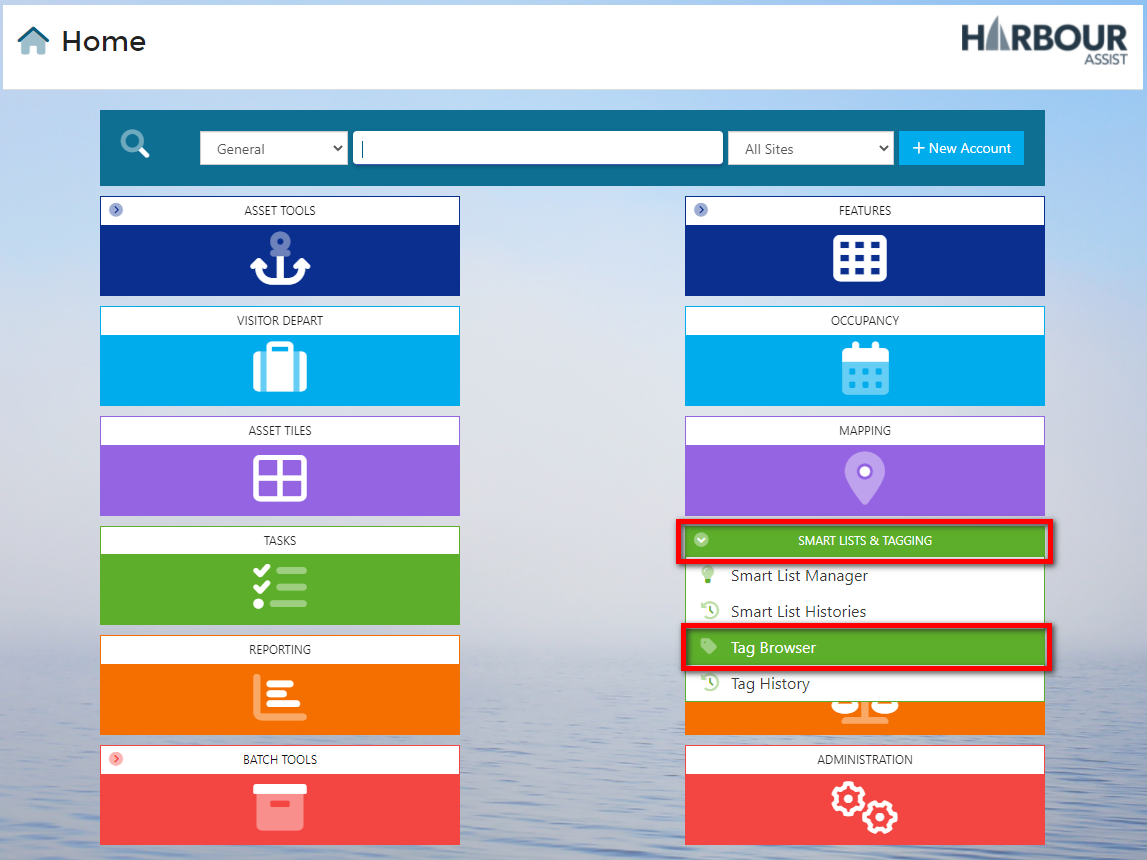 Home
HARBOUR
ASSIST
General
All Sites
+ New Account
ASSET TOOLS
FEATURES
VISITOR DEPART
OCCUPANCY
ASSET TILES
MAPPING
TASKS
SMART LISTS & TAGGING
Smart List Manager
Smart List Histories
Tag Browser
Tag History
REPORTING
BATCH TOOLS
ADMINISTRATION